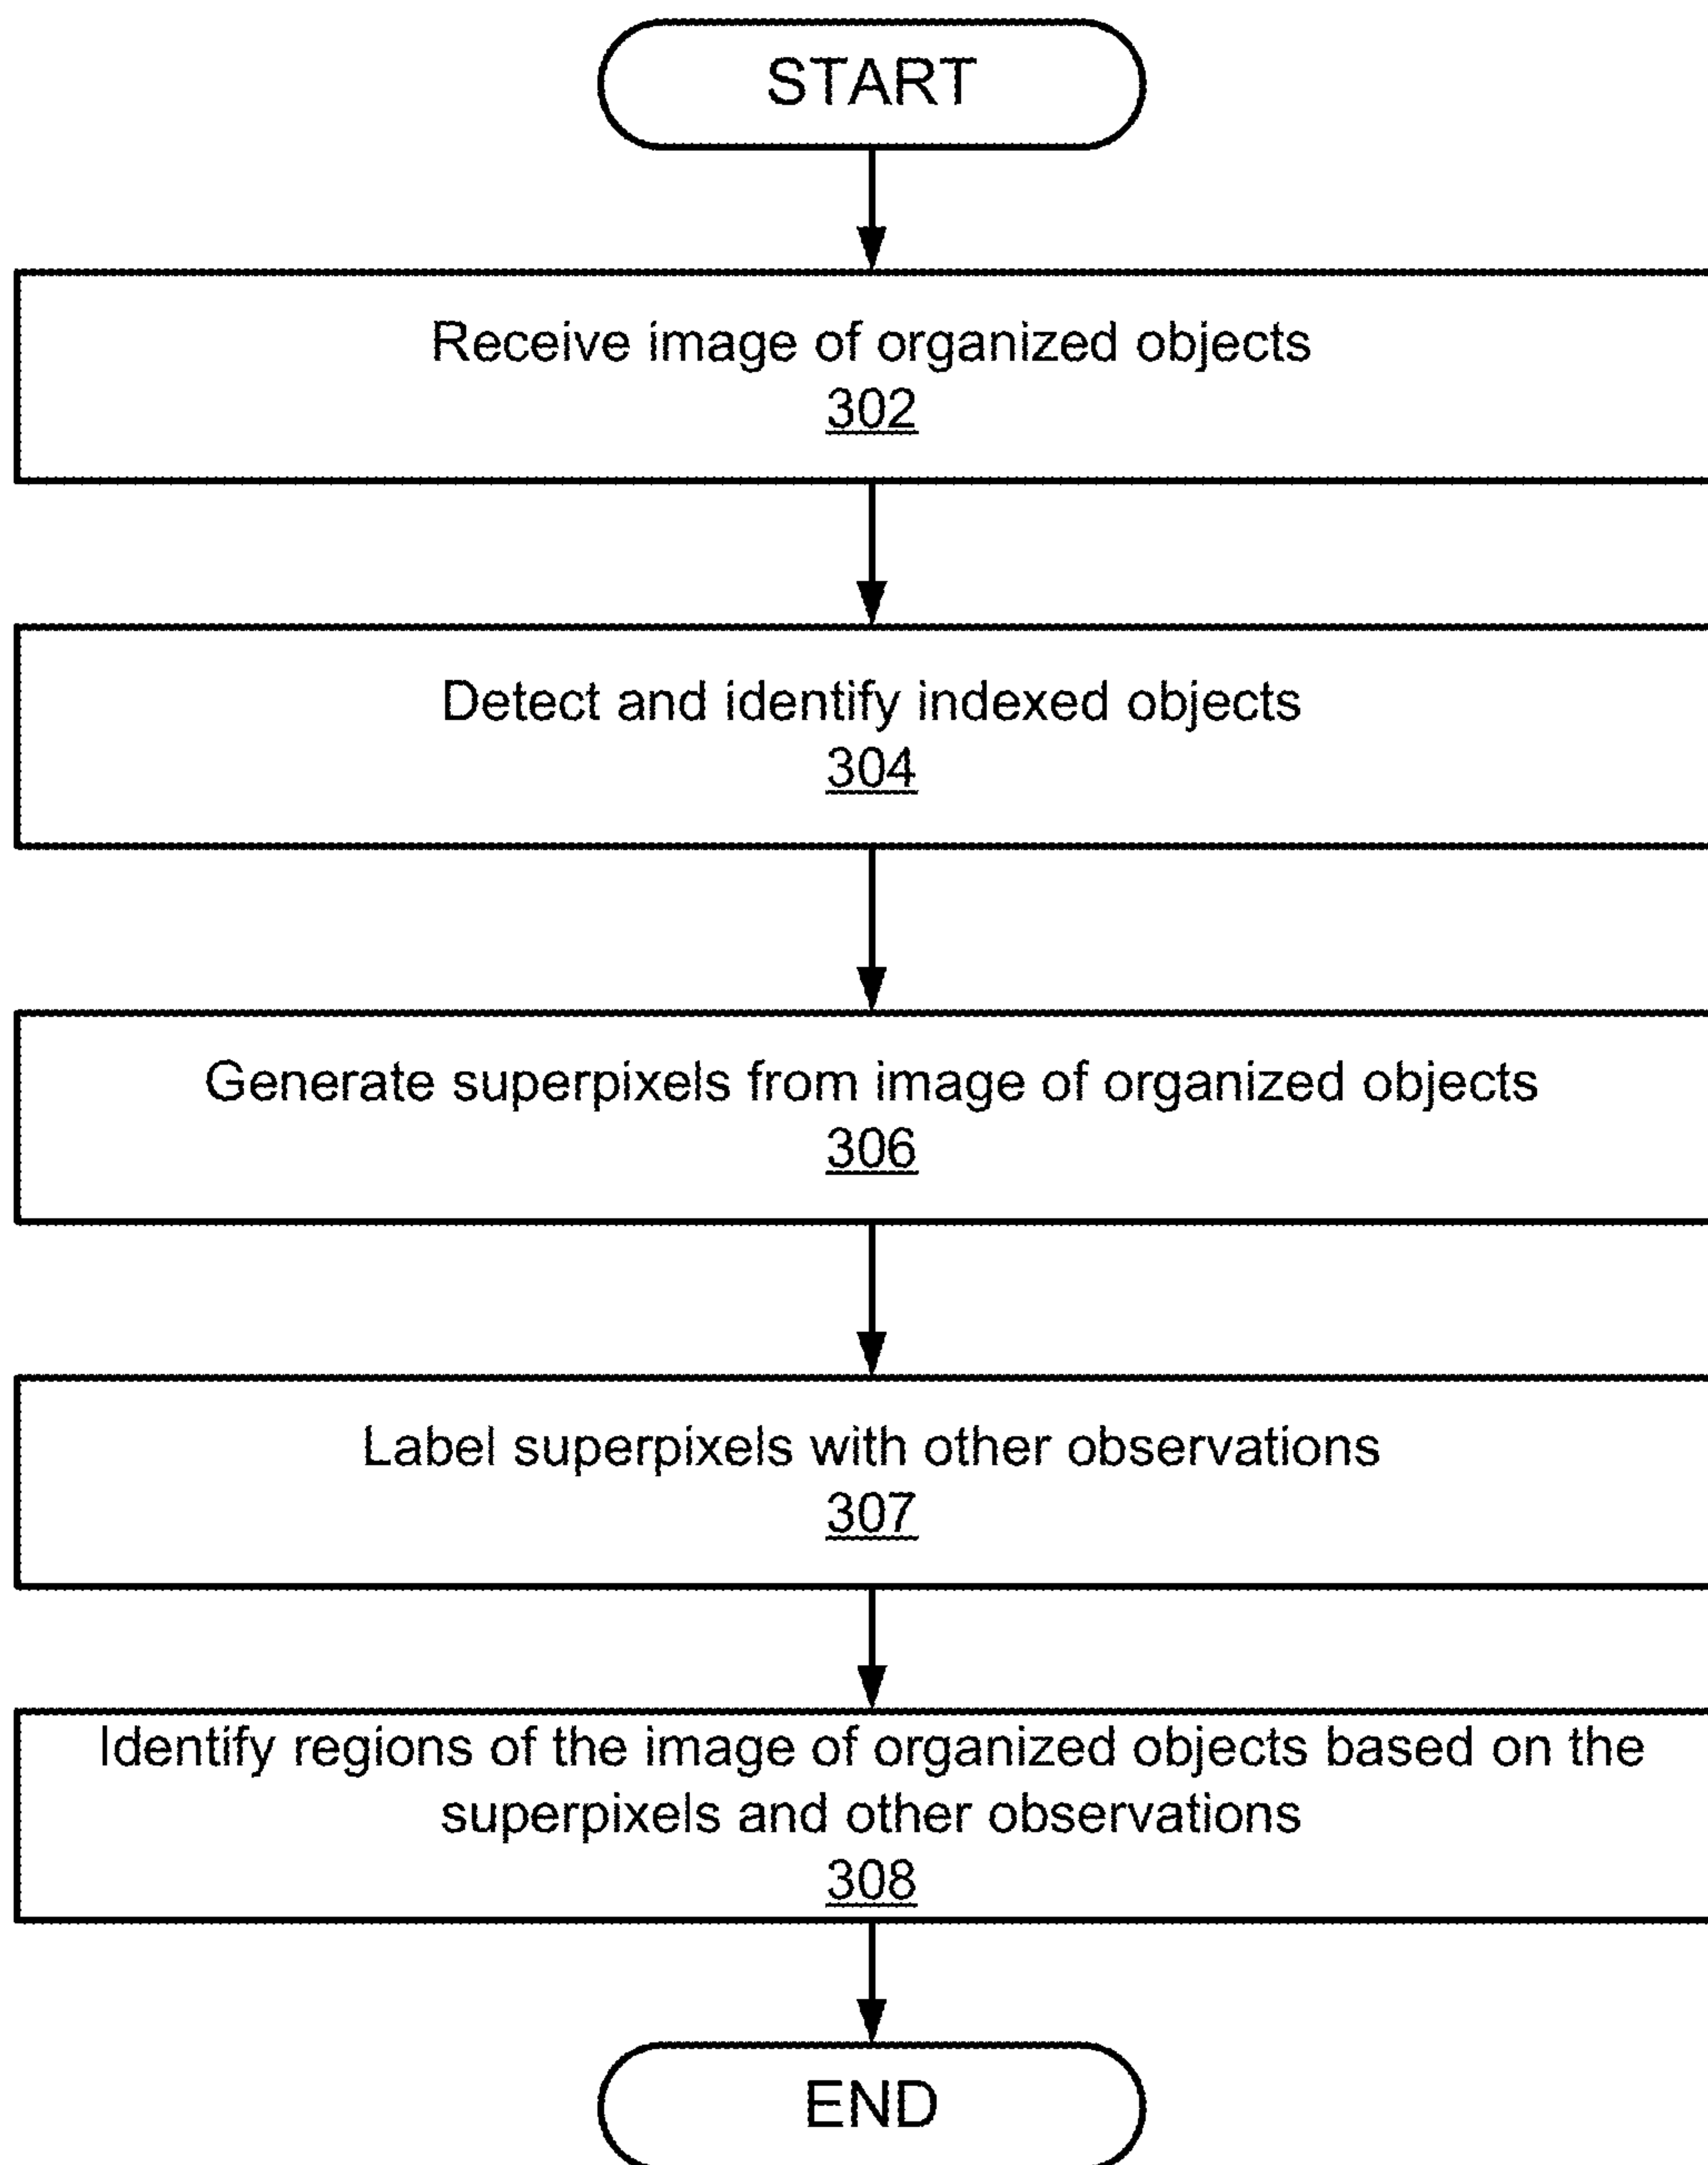 START
Receive image of organized objects
302
Detect and identify indexed objects
304
Generate superpixels from image of organized objects
306
Label superpixels with other observations
307
Identify regions of the image of organized objects based on the
superpixels and other observations
308
END